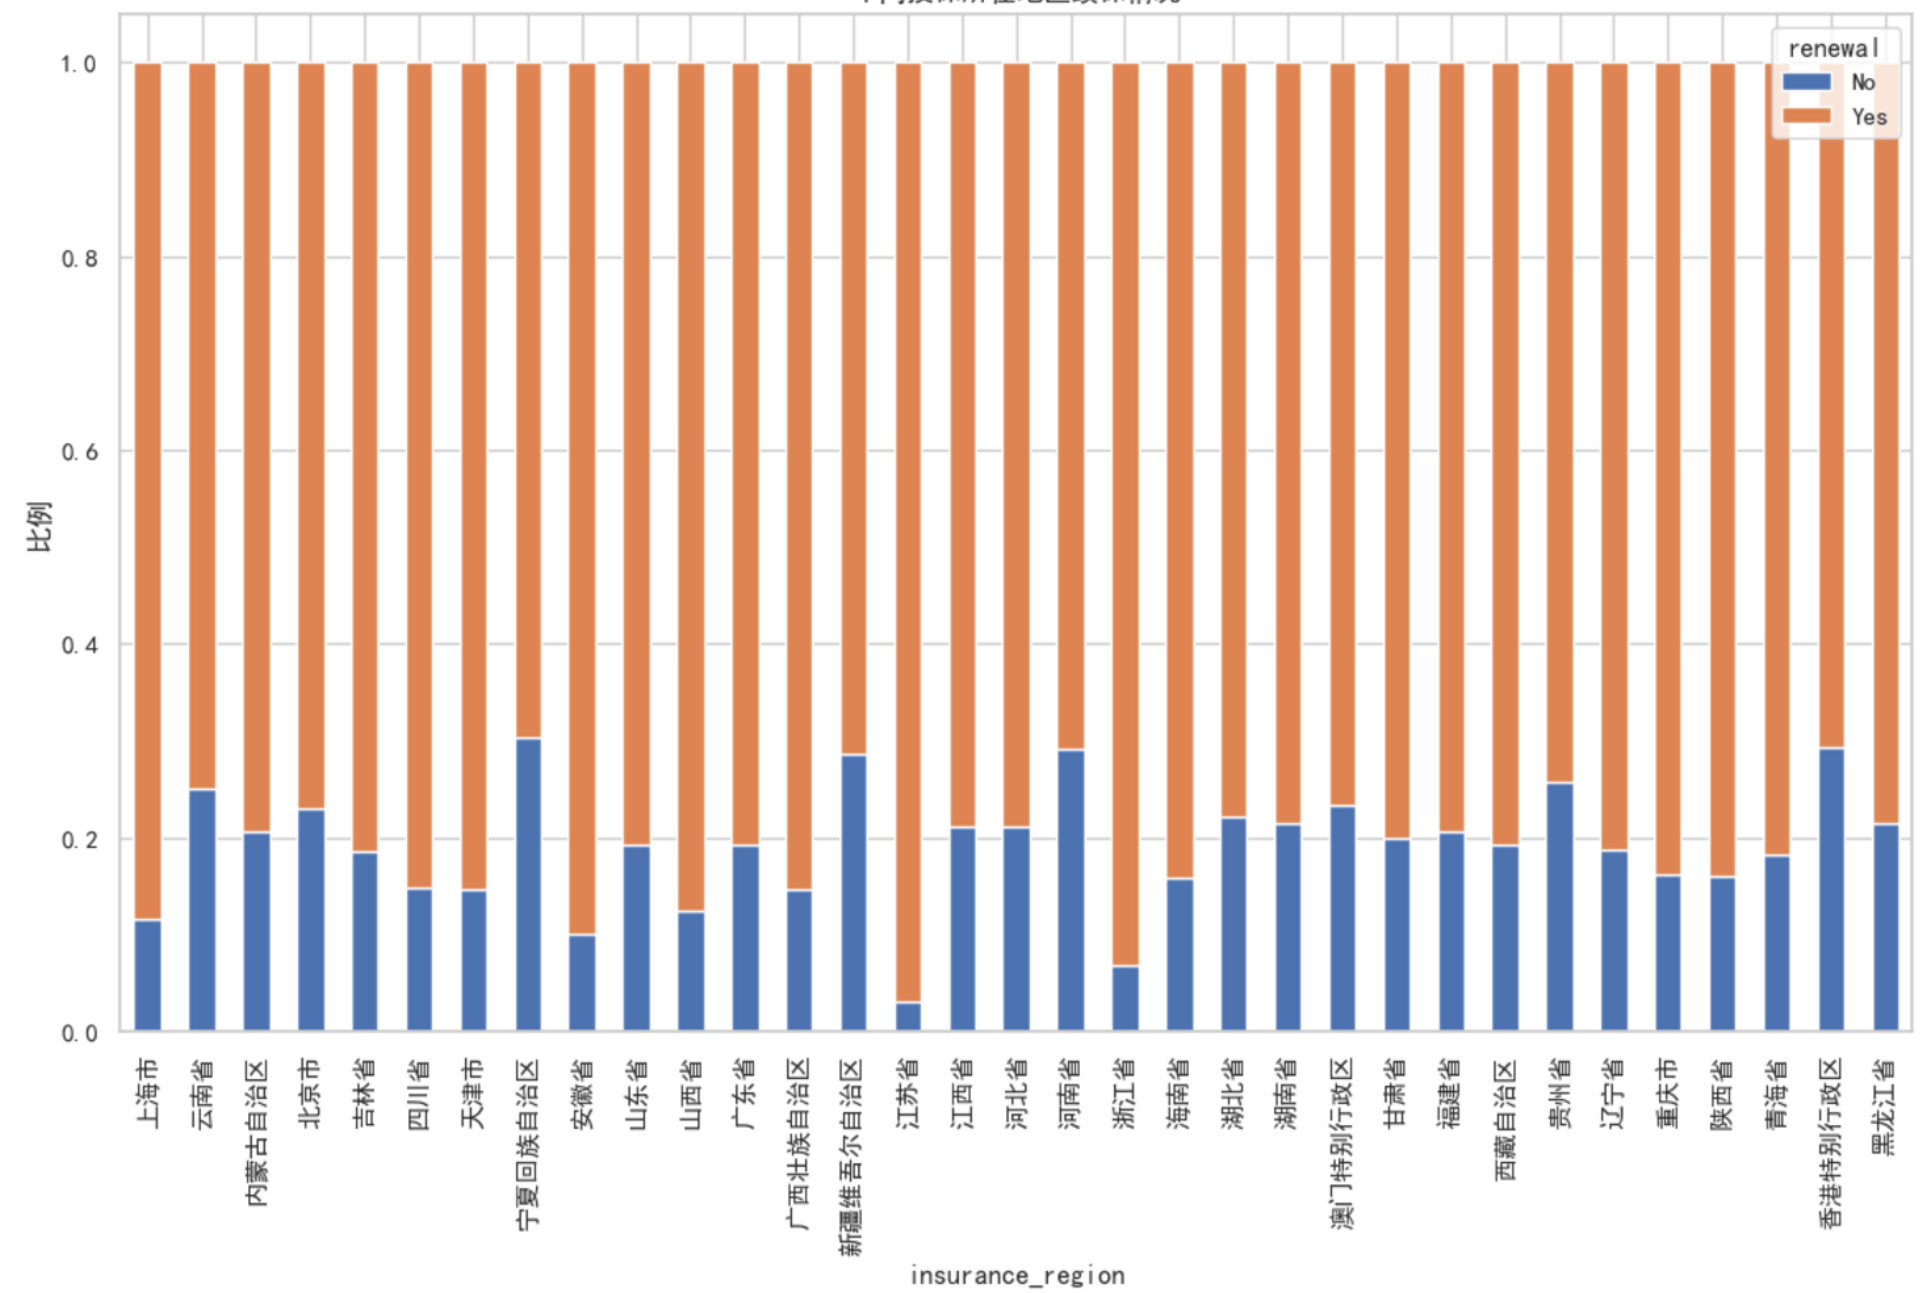 renewal
No
Yes
1.0
0.8
0.6
0.4
0.2
0.0
比例
上海市
云南省
内蒙古自治区
北京市
吉林省
四川省
天津市
宁夏回族自治区
安徽省
山东省
山西省
广东省
广西壮族自治区
新疆维吾尔自治区
江苏省
江西省
河北省
河南省
浙江省
海南省
湖北省
湖南省
澳门特别行政区
甘肃省
福建省
西藏自治区
贵州省
辽宁省
重庆市
陕西省
青海省
香港特别行政区
黑龙江省
insurance_region